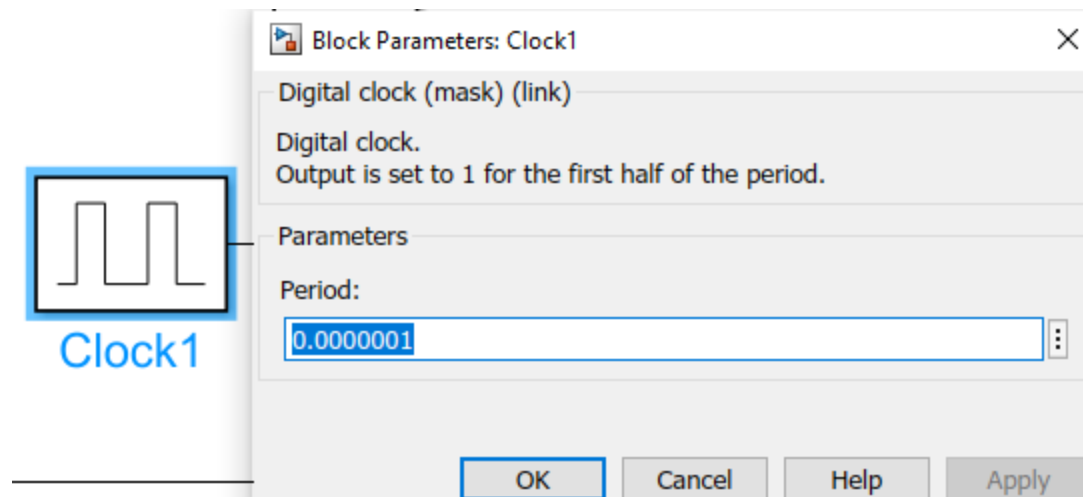 Block Parameters: Clock1
Digital clock (mask) (link)
Digital clock.
Output is set to 1 for the first half of the period.
Parameters
Period:
0.0000001
Clock1
OK Cancel Help Apply